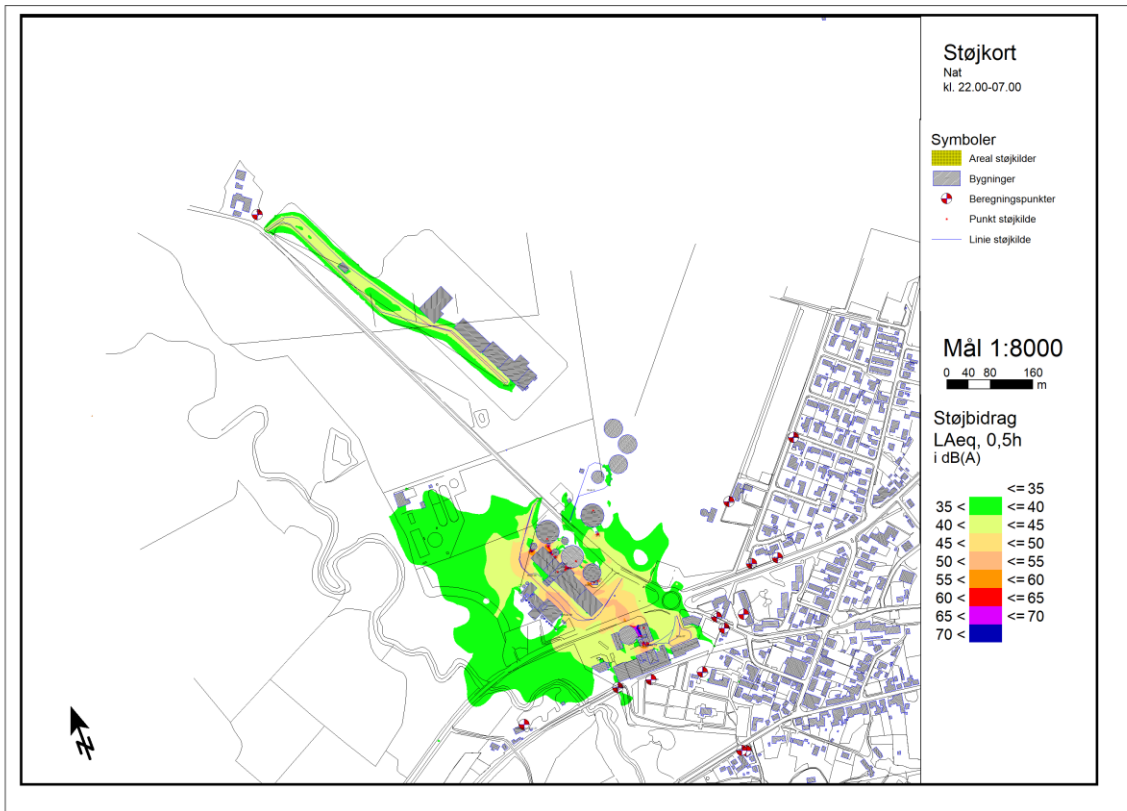 Støjkort
Nat
kl. 22.00-07.00
Symboler
Areal støjkilder
Bygninger
Beregningspunkter
Punkt støjkilde
Linie støjkilde
Mål 1:8000
0 40 80 160
m
Støjbidrag
LAeq, 0,5h
i dB(A)
<= 35
35 < <= 40
40 < <= 45
45 < <= 50
50 < <= 55
55 < <= 60
60 < <= 65
65 < <= 70
70 <
N